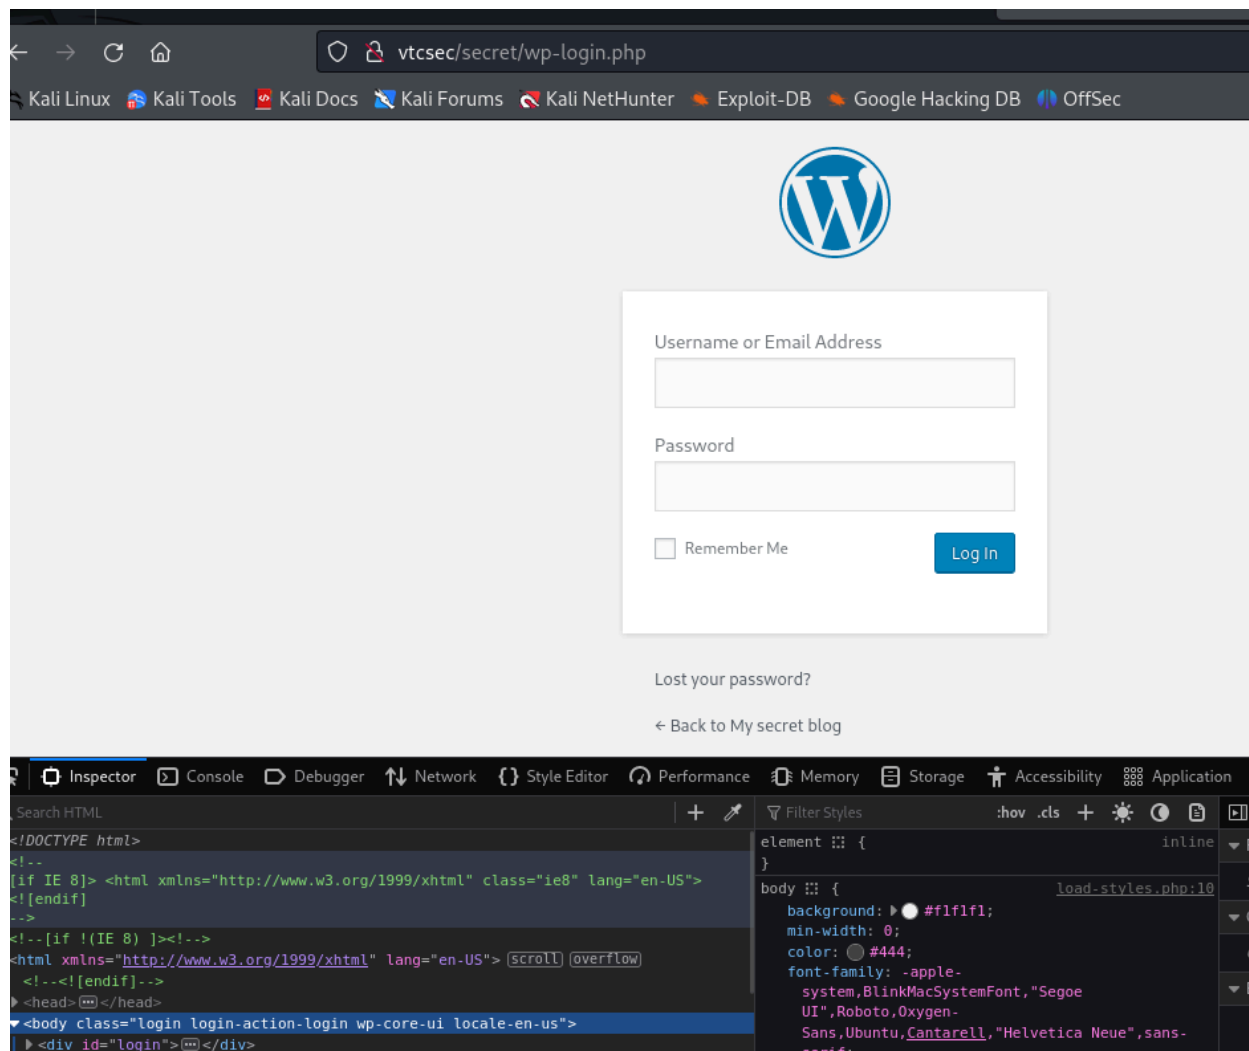 vtcsec/secret/wp-login.php
Kali Linux Kali Tools Kali Docs Kali Forums Kali NetHunter Exploit-DB Google Hacking DB OffSec
Username or Email Address
Password
Remember Me Log In
Lost your password?
← Back to My secret blog
Inspector Console Debugger Network Style Editor Performance Memory Storage Accessibility Application
Search HTML
Filter Styles :hov .cls
<!DOCTYPE html>
<!--
[if IE 8]> <html xmlns="http://www.w3.org/1999/xhtml" class="ie8" lang="en-US">
<![endif]
-->
<!--[if !(IE 8) ]><!-->
<html xmlns="http://www.w3.org/1999/xhtml" lang="en-US"> scroll overflow
<!--<![endif]-->
<head></head>
<body class="login login-action-login wp-core-ui locale-en-us">
<div id="login"></div>
element { inline
}
body { load-styles.php:10
background: #f1f1f1;
min-width: 0;
color: #444;
font-family: -apple-
system,BlinkMacSystemFont,"Segoe
UI",Roboto,Oxygen-
Sans,Ubuntu,Cantarell,"Helvetica Neue",sans-